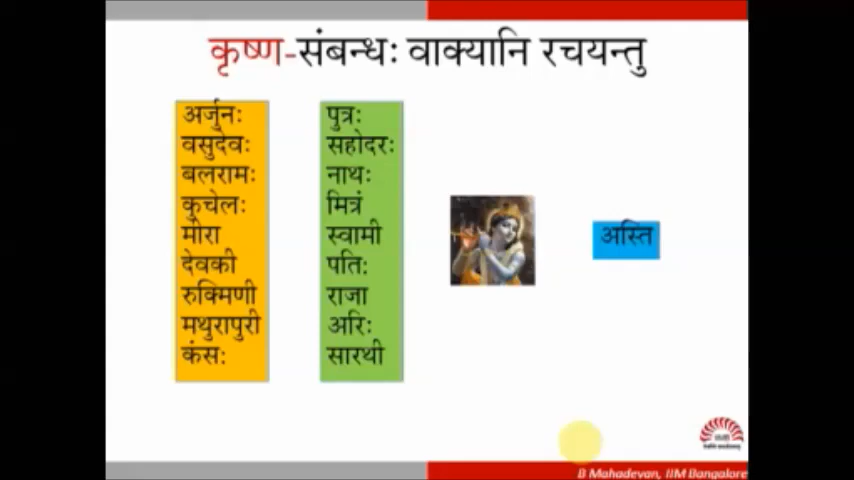 कृष्ण-संबन्धः वाक्यानि रचयन्तु
अर्जुनः
वसुदेवः
बलरामः
कुचेलः
मीरा
देवकी
रुक्मिणी
मथुरापुरी
कंसः
पुत्रः
सहोदरः
नाथः
मित्रं
स्वामी
पतिः
राजा
अरिः
सारथी
अस्ति
B Mahadevan, IIM Bangalore